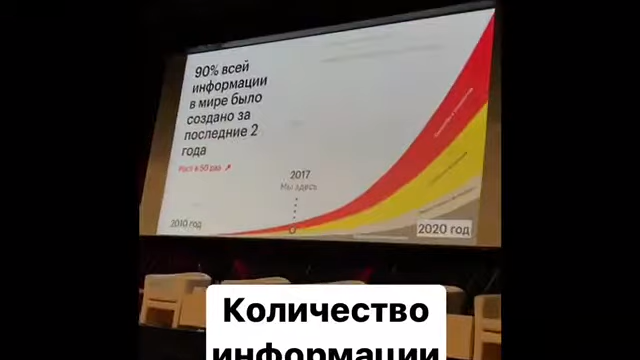 90% всей
информации
в мире было
создано за
последние 2
года
Рост в 50 раз ↗
2017
Мы здесь
2010 год
2020 год
Количество
информации